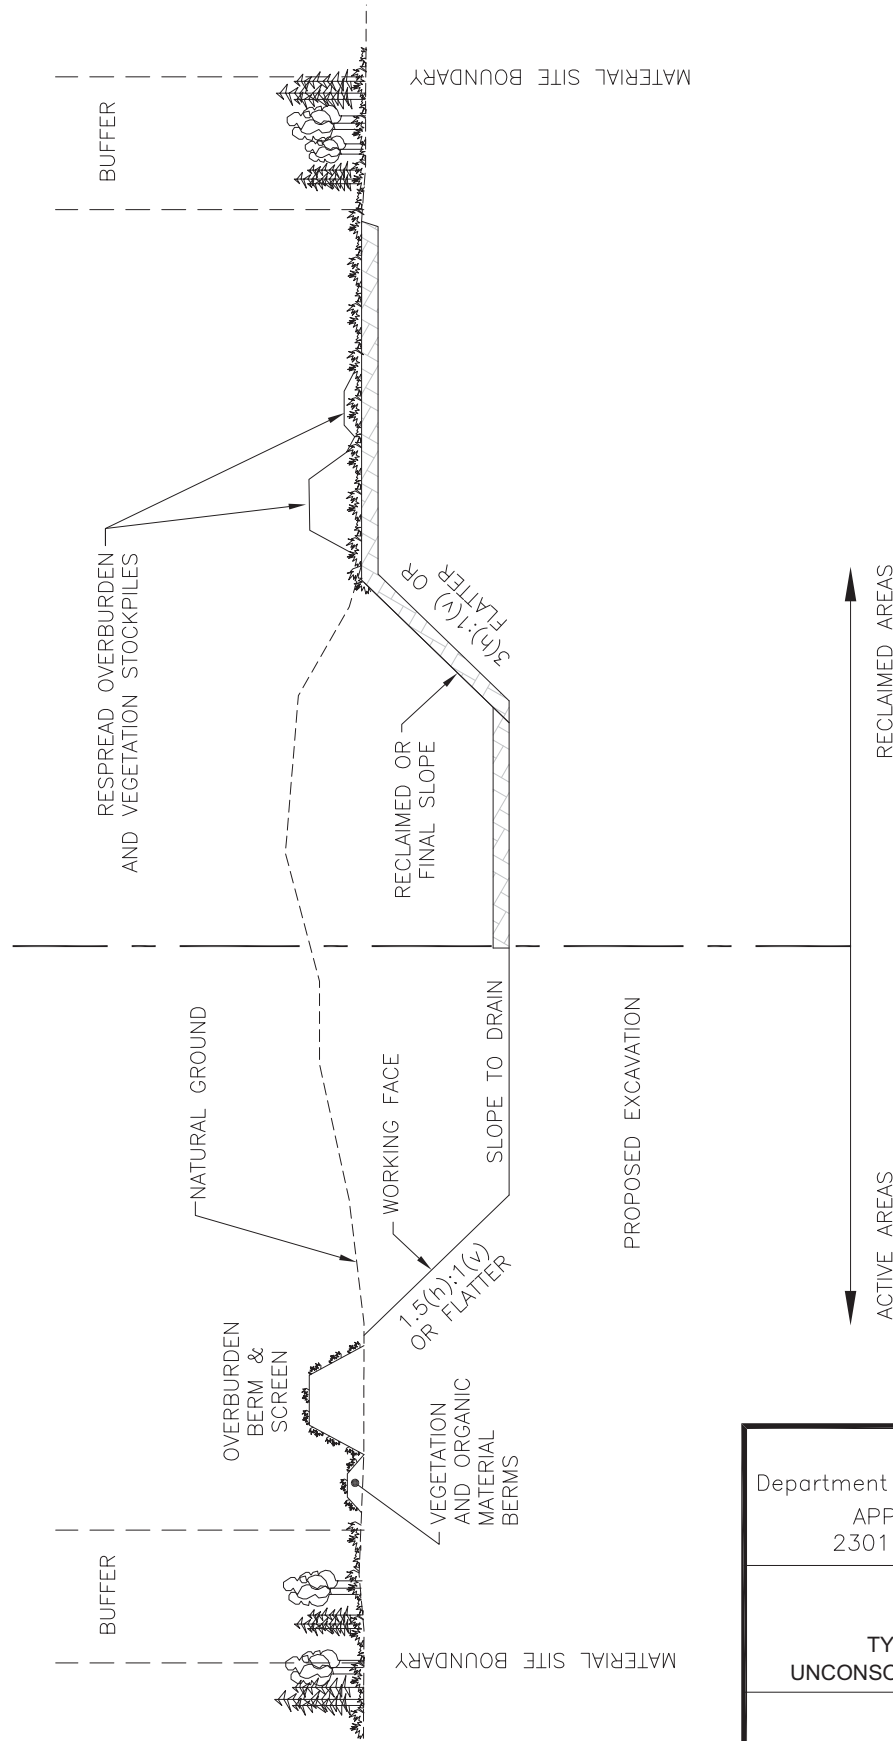 BUFFER
MATERIAL SITE BOUNDARY
OVERBURDEN
BERM &
SCREEN
VEGETATION
AND ORGANIC
MATERIAL
BERMS
1.5(h):1(v)
OR FLATTER
WORKING FACE
NATURAL GROUND
SLOPE TO DRAIN
PROPOSED EXCAVATION
RESPREAD OVERBURDEN
AND VEGETATION STOCKPILES
RECLAIMED OR
FINAL SLOPE
3(h):1(v) OR
FLATTER
BUFFER
MATERIAL SITE BOUNDARY
ACTIVE AREAS
RECLAIMED AREAS
Department
APP
2301
TY
UNCONSO